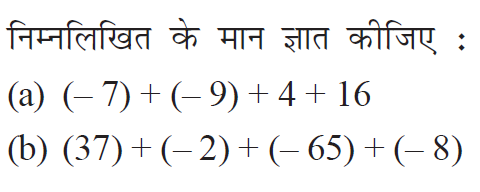 निम्नलिखित के मान ज्ञात कीजिए :
(a) (– 7) + (– 9) + 4 + 16
(b) (37) + (– 2) + (– 65) + (– 8)